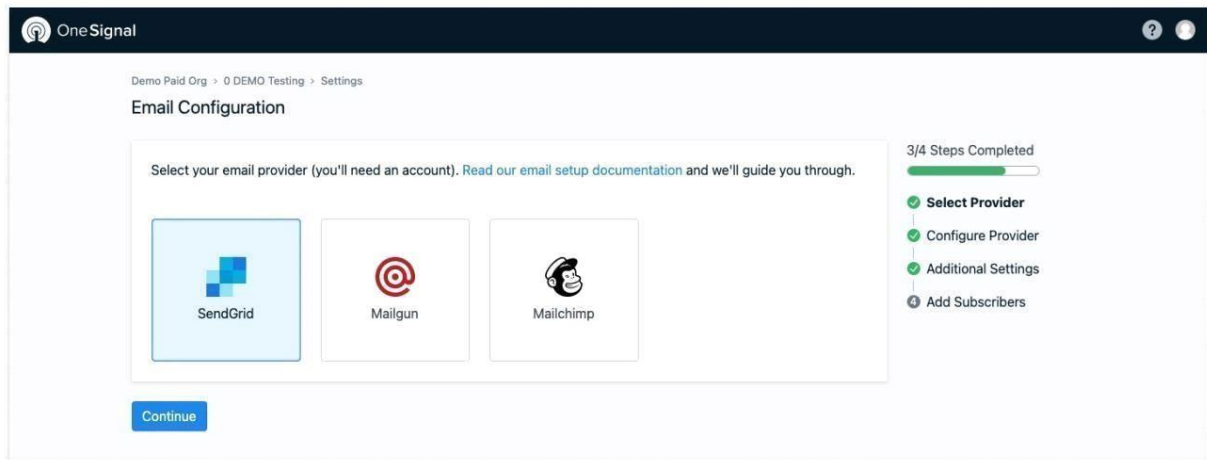 OneSignal
?
Demo Paid Org > 0 DEMO Testing > Settings
Email Configuration
Select your email provider (you'll need an account). Read our email setup documentation and we'll guide you through.
SendGrid
Mailgun
Mailchimp
Continue
3/4 Steps Completed
Select Provider
Configure Provider
Additional Settings
4 Add Subscribers